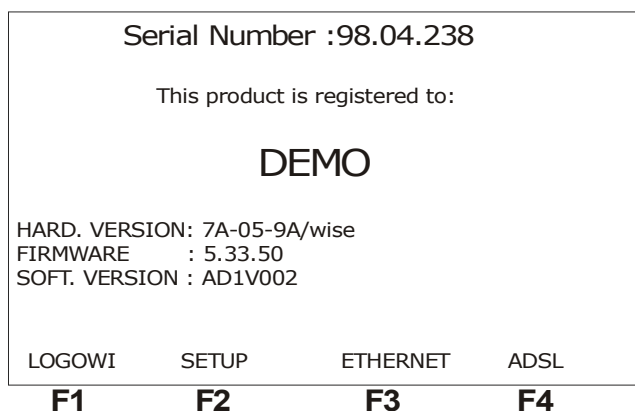 Serial Number :98.04.238
This product is registered to:
DEMO
HARD. VERSION: 7A-05-9A/wise
FIRMWARE : 5.33.50
SOFT. VERSION : AD1V002
LOGOWI SETUP ETHERNET ADSL
F1 F2 F3 F4